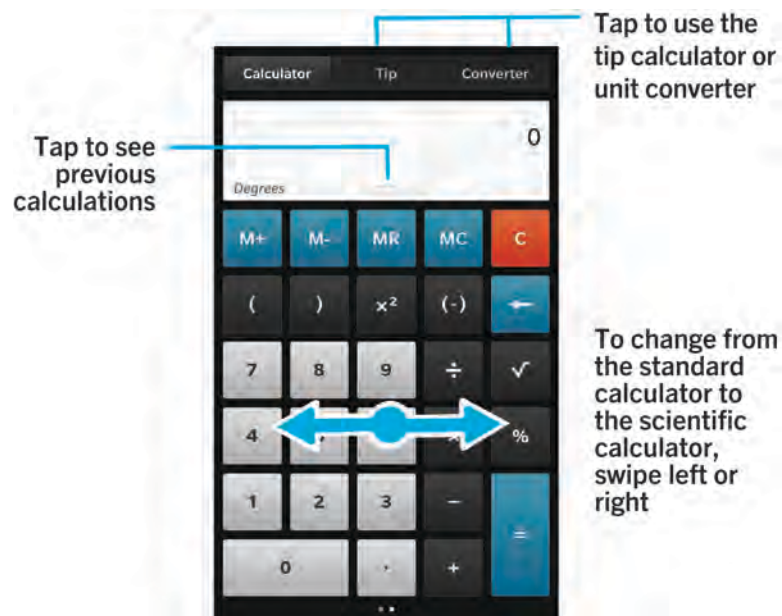 Tap to use the
tip calculator or
unit converter
Calculator Tip Converter
0
Tap to see
previous
calculations
Degrees
M+ M- MR MC C
( ) x² (-)
7 8 9 ÷ √
4 %
To change from
the standard
calculator to
the scientific
calculator,
swipe left or
right
1 2 3 − =
0 . +